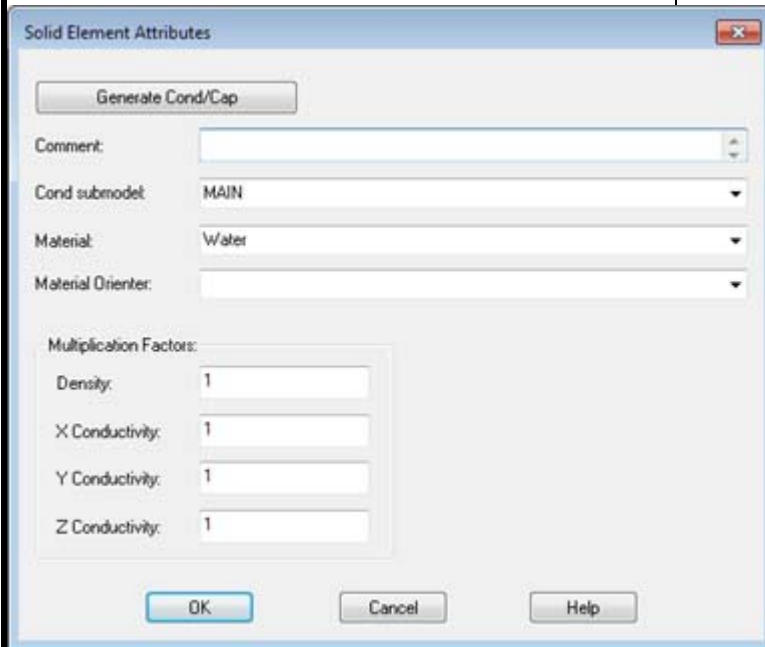 Solid Element Attributes
Generate Cond/Cap
Comment:
Cond submodel: MAIN
Material: Water
Material Orienter:
Multiplication Factors:
Density: 1
X Conductivity: 1
Y Conductivity: 1
Z Conductivity: 1
OK Cancel Help